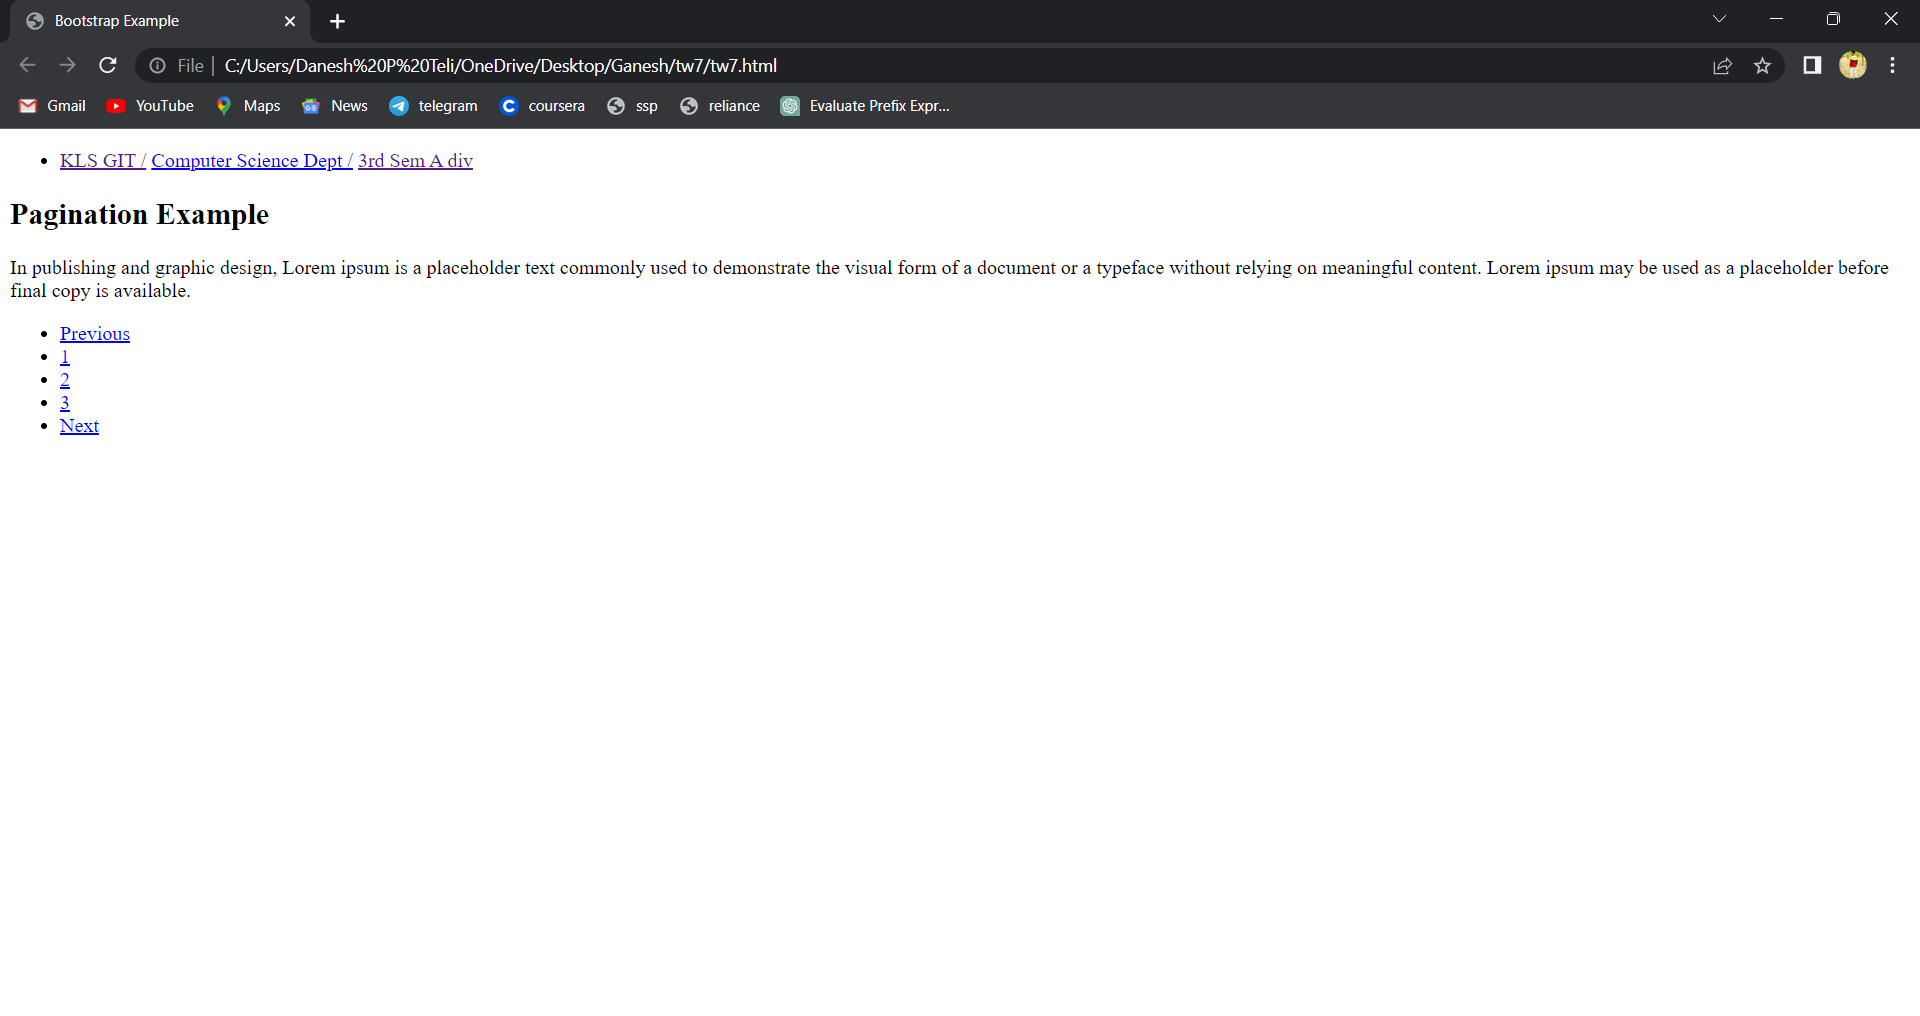 Bootstrap Example
File | C:/Users/Danesh%20P%20Teli/OneDrive/Desktop/Ganesh/tw7/tw7.html
Gmail YouTube Maps News telegram coursera ssp reliance Evaluate Prefix Expr...
• KLS GIT / Computer Science Dept / 3rd Sem A div
Pagination Example
In publishing and graphic design, Lorem ipsum is a placeholder text commonly used to demonstrate the visual form of a document or a typeface without relying on meaningful content. Lorem ipsum may be used as a placeholder before
final copy is available.
• Previous
• 1
• 2
• 3
• Next